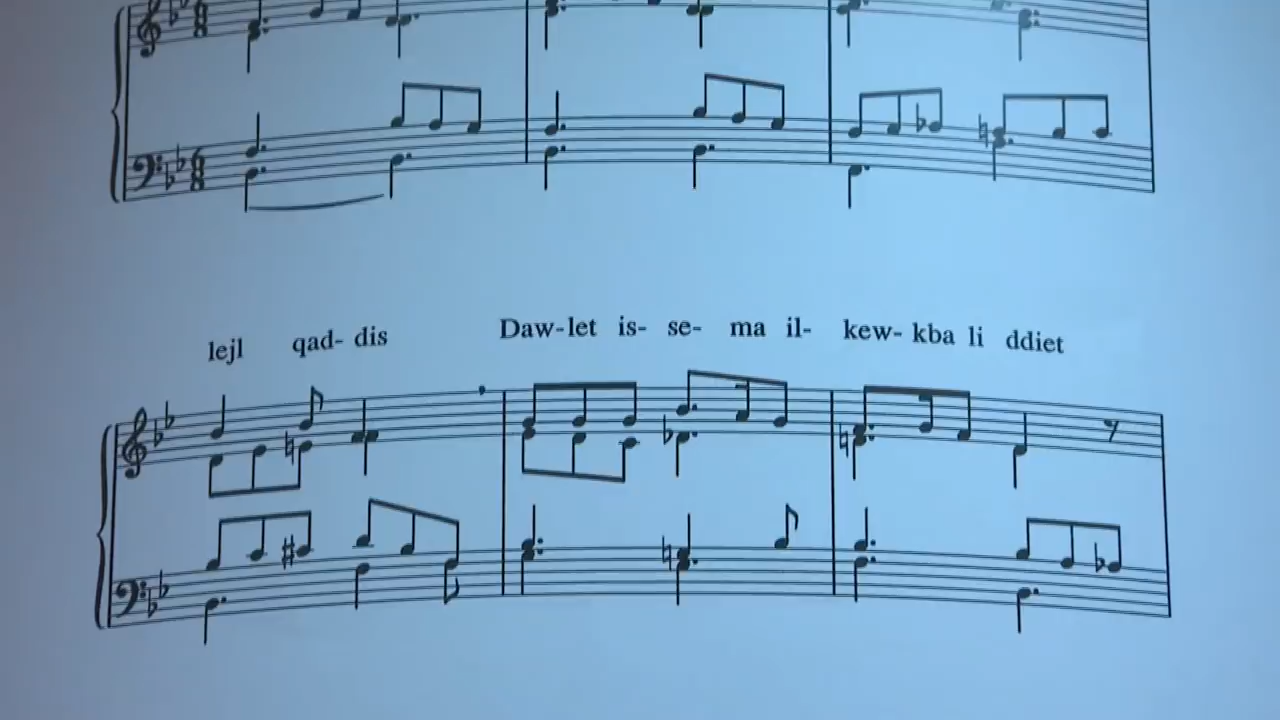 lejl qad- dis Daw-let is- se- ma il- kew- kba li ddiet